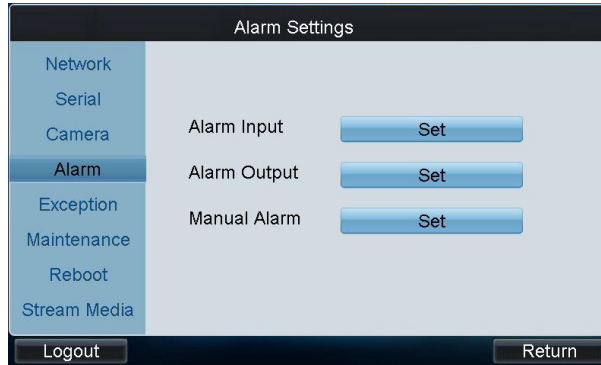 Alarm Settings
Network
Serial
Camera
Alarm
Exception
Maintenance
Reboot
Stream Media
Alarm Input Set
Alarm Output Set
Manual Alarm Set
Logout Return